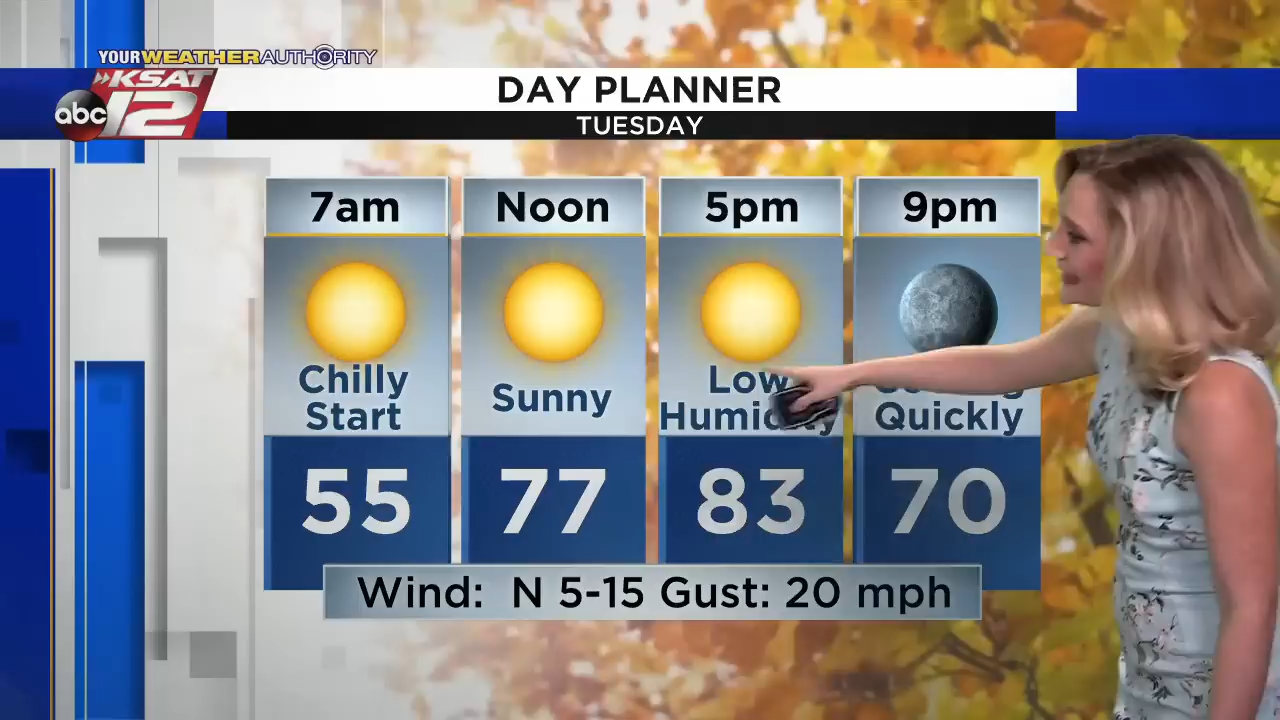 YOUR WEATHER AUTHORITY
KSAT
abc 12
DAY PLANNER
TUESDAY
7am
Noon
5pm
9pm
Chilly
Start
Sunny
Low
Quickly
55
77
83
70
Wind: N 5-15 Gust: 20 mph